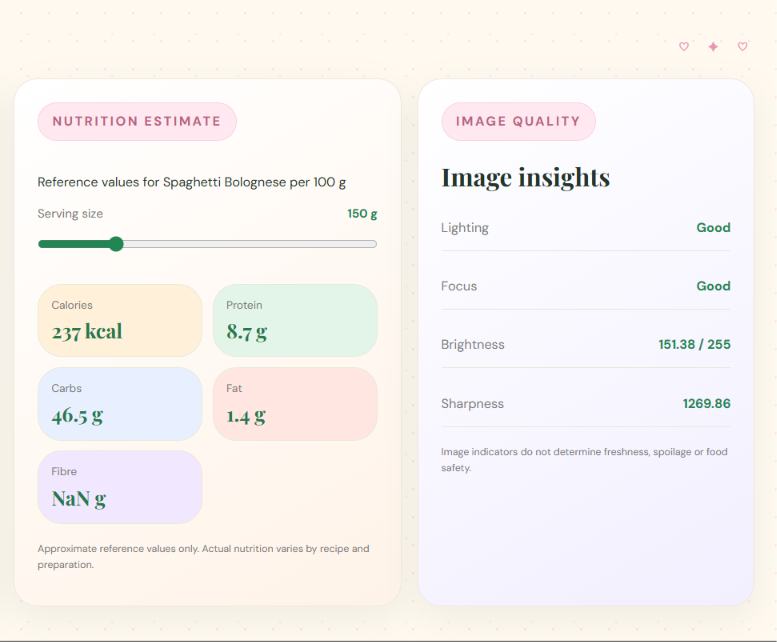 NUTRITION ESTIMATE
Reference values for Spaghetti Bolognese per 100 g
Serving size 150 g
Calories
237 kcal
Protein
8.7 g
Carbs
46.5 g
Fat
1.4 g
Fibre
NaN g
Approximate reference values only. Actual nutrition varies by recipe and
preparation.
IMAGE QUALITY
Image insights
Lighting Good
Focus Good
Brightness 151.38 / 255
Sharpness 1269.86
Image indicators do not determine freshness, spoilage or food
safety.